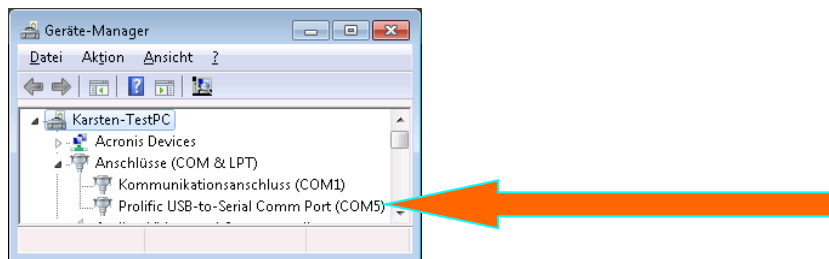 Geräte-Manager
Datei Aktion Ansicht ?
Karsten-TestPC
Acronis Devices
Anschlüsse (COM & LPT)
Kommunikationsanschluss (COM1)
Prolific USB-to-Serial Comm Port (COM5)